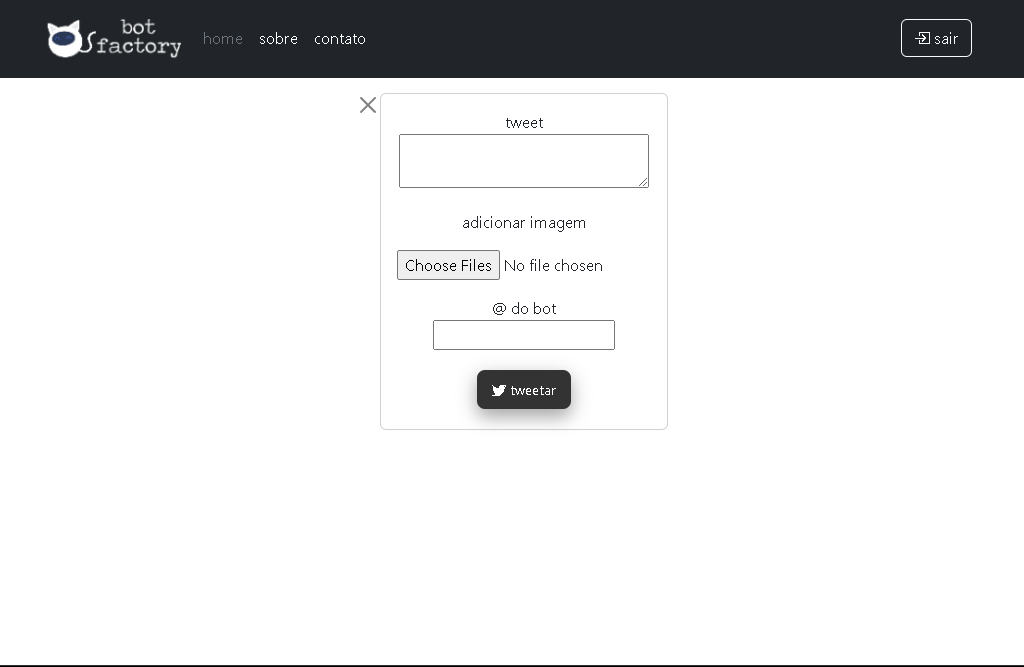 bot
factory
home
sobre
contato
sair
tweet
adicionar imagem
Choose Files No file chosen
@ do bot
tweetar